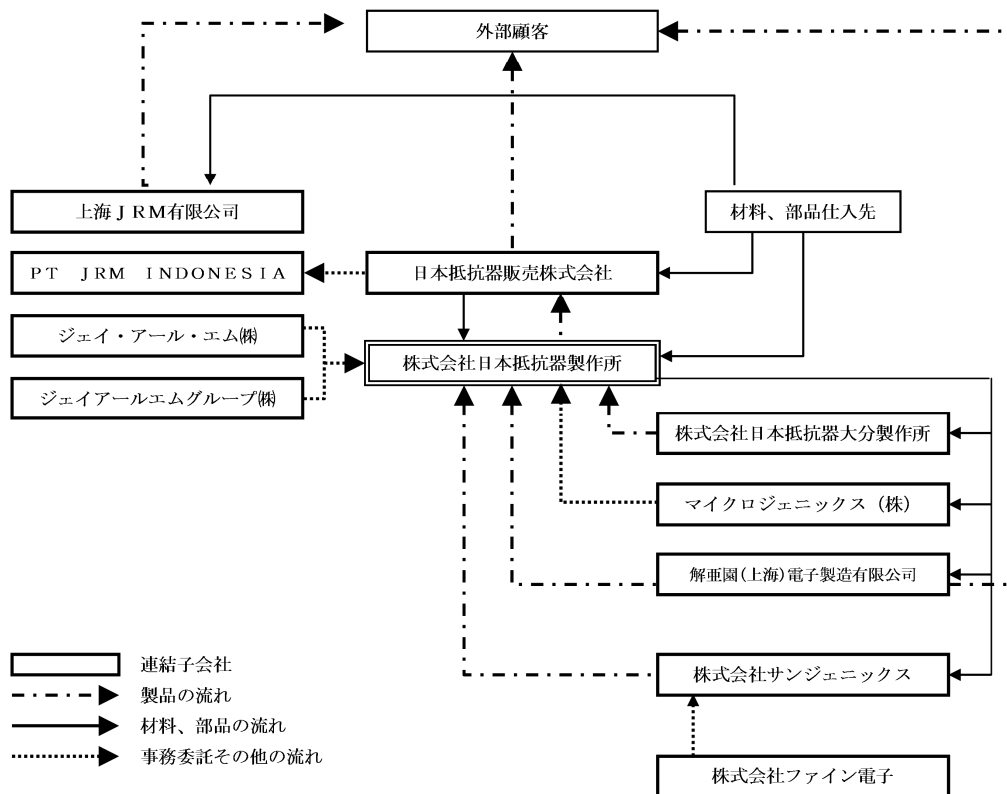 外部顧客
上海ＪＲＭ有限公司
材料、部品仕入先
ＰＴ　ＪＲＭ　ＩＮＤＯＮＥＳＩＡ
日本抵抗器販売株式会社
ジェイ・アール・エム㈱
株式会社日本抵抗器製作所
ジェイアールエムグループ㈱
株式会社日本抵抗器大分製作所
マイクロジェニックス（株）
解亜園(上海)電子製造有限公司
株式会社サンジェニックス
株式会社ファイン電子
連結子会社
製品の流れ
材料、部品の流れ
事務委託その他の流れ